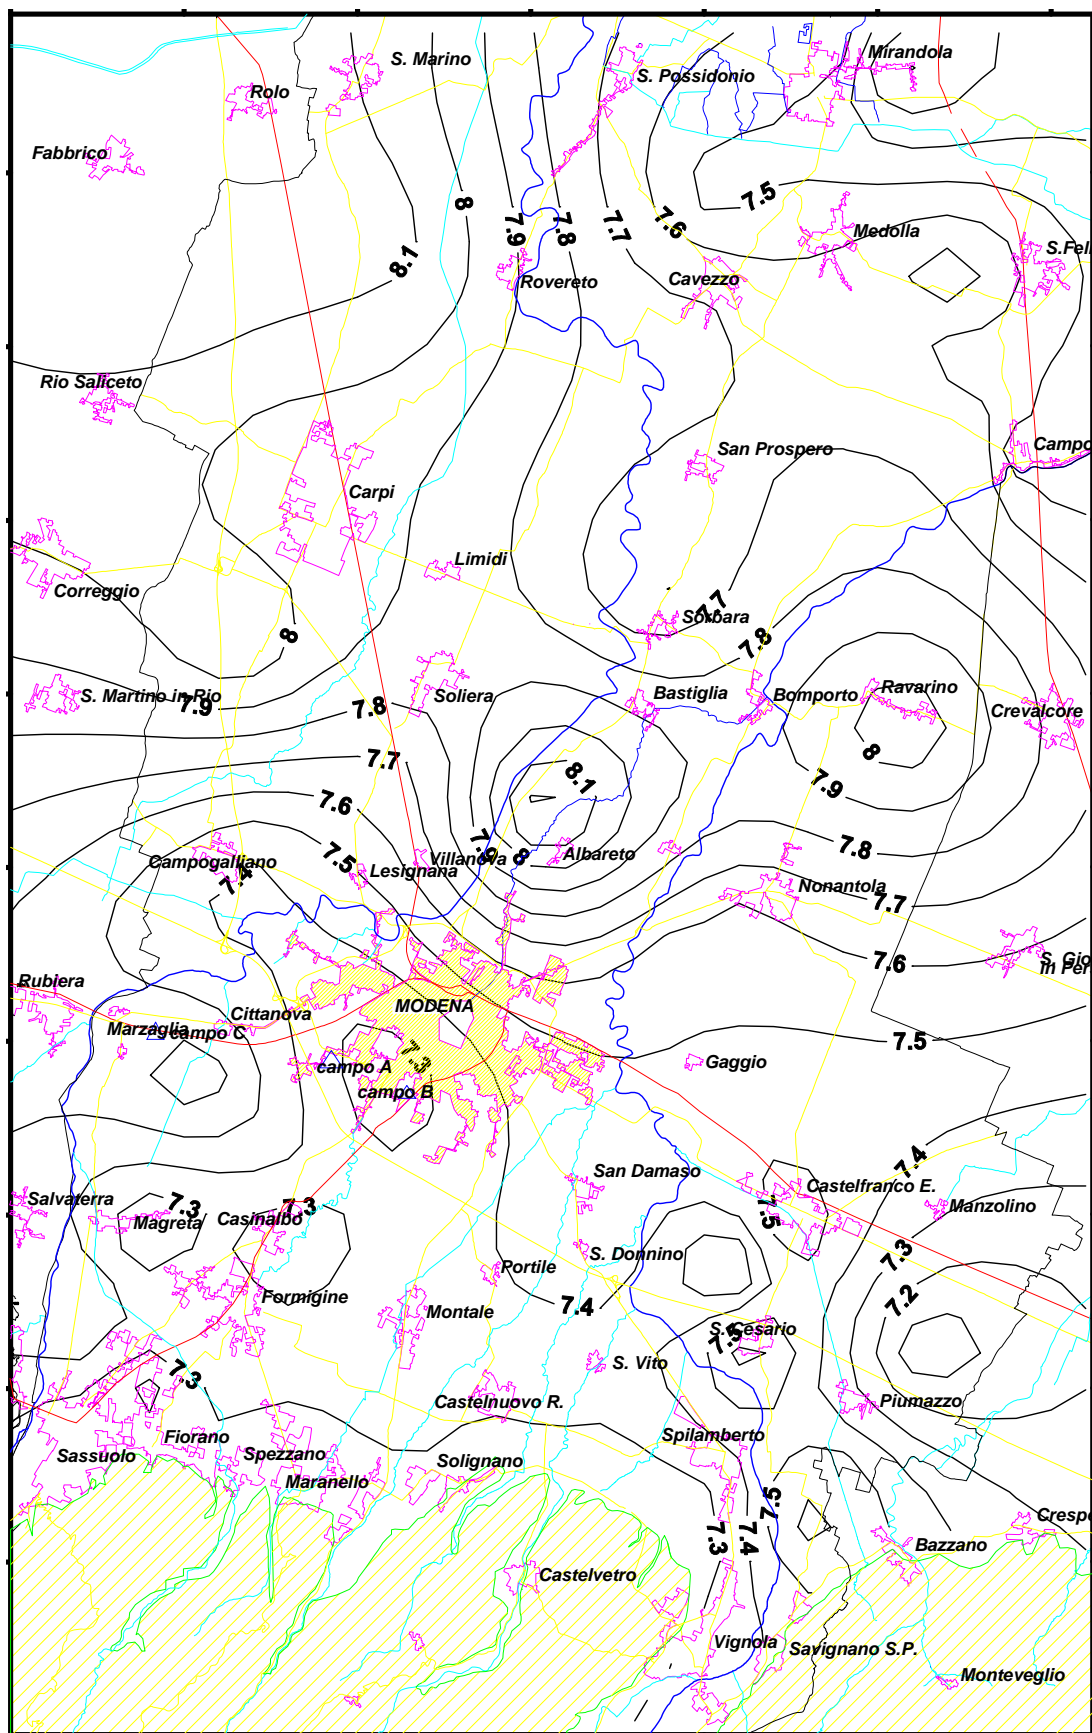 S. Marino
Mirandola
S. Possidonio
Rolo
Fabbrico
7.5
8
7.9
7.8
7.7
7.6
Medolla
S.Fel
8.1
Rovereto
Cavezzo
Rio Saliceto
Campo
San Prospero
Carpi
Limidi
Correggio
7.7
Sorbara
8
7.8
S. Martino in Rio
7.9
7.8
Soliera
Bastiglia
Bomporto
Ravarino
Crevalcore
7.7
8.1
8
7.9
7.6
7.5
7.9
8
Albareto
7.8
Campogalliano
7.4
Lesignana
Villanova
Nonantola
7.7
7.6
S. Gio
in Per
Rubiera
MODENA
Cittanova
Marzaglia
campo C
7.3
campo A
campo B
7.5
Gaggio
7.4
San Damaso
Castelfranco E.
Salvaterra
7.3
7.3
7.5
Manzolino
Magreta
Casinalbo
S. Donnino
7.3
Portile
Formigine
Montale
7.4
7.2
7.5
S. Cesario
S. Vito
7.3
Castelnuovo R.
Piumazzo
Fiorano
Spilamberto
Sassuolo
Spezzano
Solignano
Maranello
7.5
7.3
7.4
Crespe
Bazzano
Castelvetro
Vignola
Savignano S.P.
Monteveglio